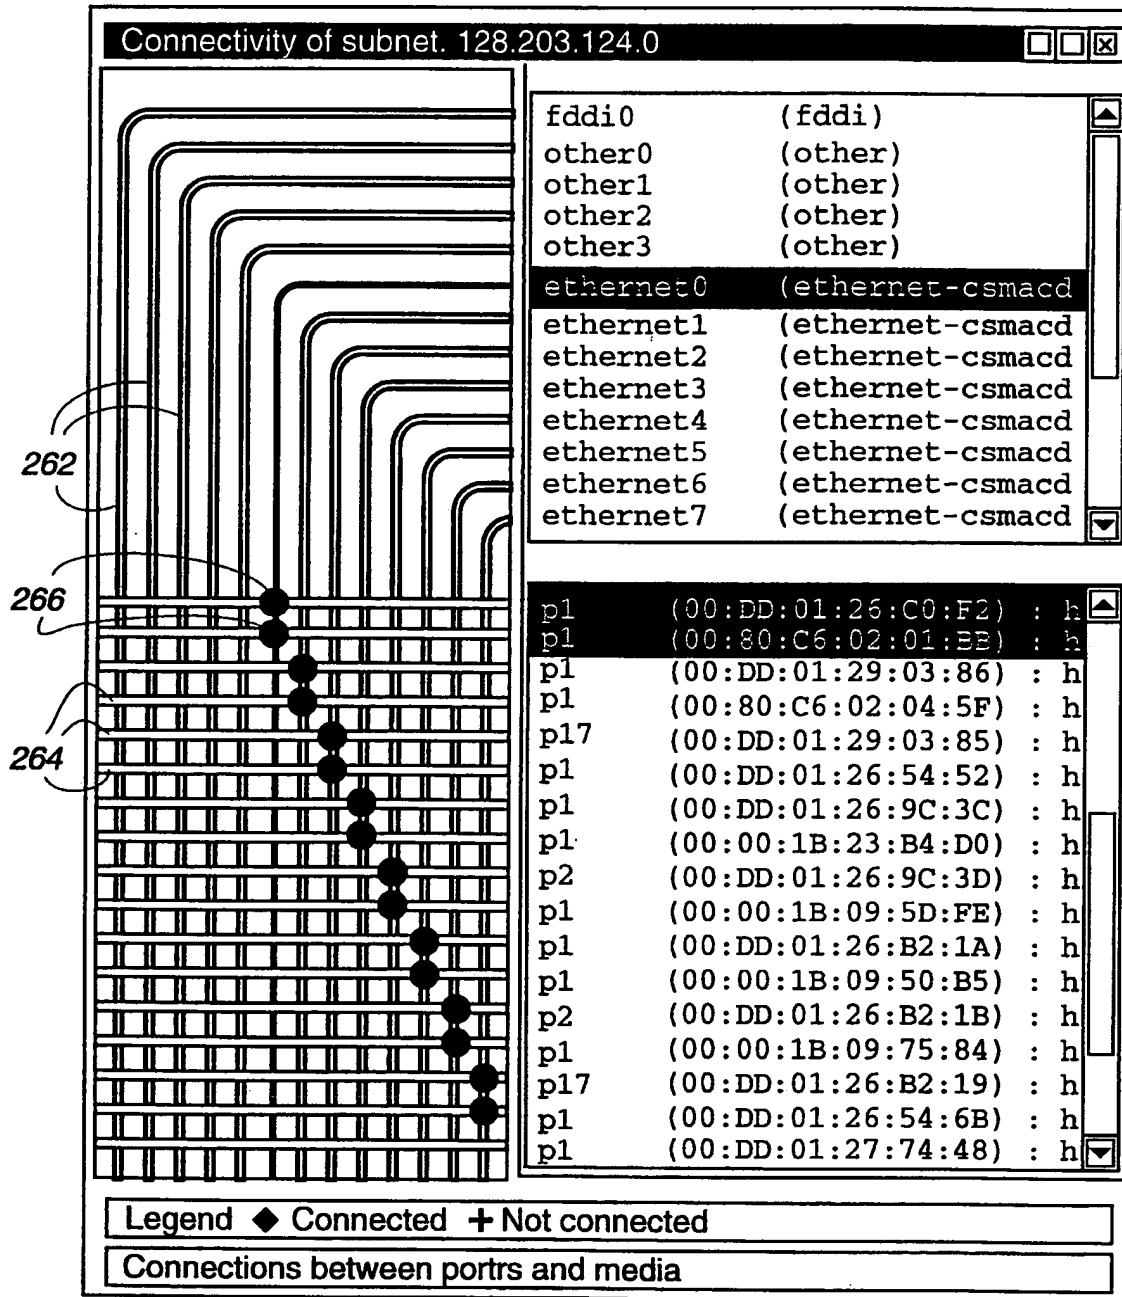 Connectivity of subnet. 128.203.124.0
fddi0 (fddi)
other0 (other)
other1 (other)
other2 (other)
other3 (other)
ethernet0 (ethernet-csmacd
ethernet1 (ethernet-csmacd
ethernet2 (ethernet-csmacd
ethernet3 (ethernet-csmacd
ethernet4 (ethernet-csmacd
ethernet5 (ethernet-csmacd
ethernet6 (ethernet-csmacd
ethernet7 (ethernet-csmacd
262
266
264
p1 (00:DD:01:26:C0:F2) : h
p1 (00:80:C6:02:01:BB) : h
p1 (00:DD:01:29:03:86) : h
p1 (00:80:C6:02:04:5F) : h
p17 (00:DD:01:29:03:85) : h
p1 (00:DD:01:26:54:52) : h
p1 (00:DD:01:26:9C:3C) : h
p1 (00:00:1B:23:B4:D0) : h
p2 (00:DD:01:26:9C:3D) : h
p1 (00:00:1B:09:5D:FE) : h
p1 (00:DD:01:26:B2:1A) : h
p1 (00:00:1B:09:50:B5) : h
p2 (00:DD:01:26:B2:1B) : h
p1 (00:00:1B:09:75:84) : h
p17 (00:DD:01:26:B2:19) : h
p1 (00:DD:01:26:54:6B) : h
p1 (00:DD:01:27:74:48) : h
Legend ◆ Connected + Not connected
Connections between portrs and media